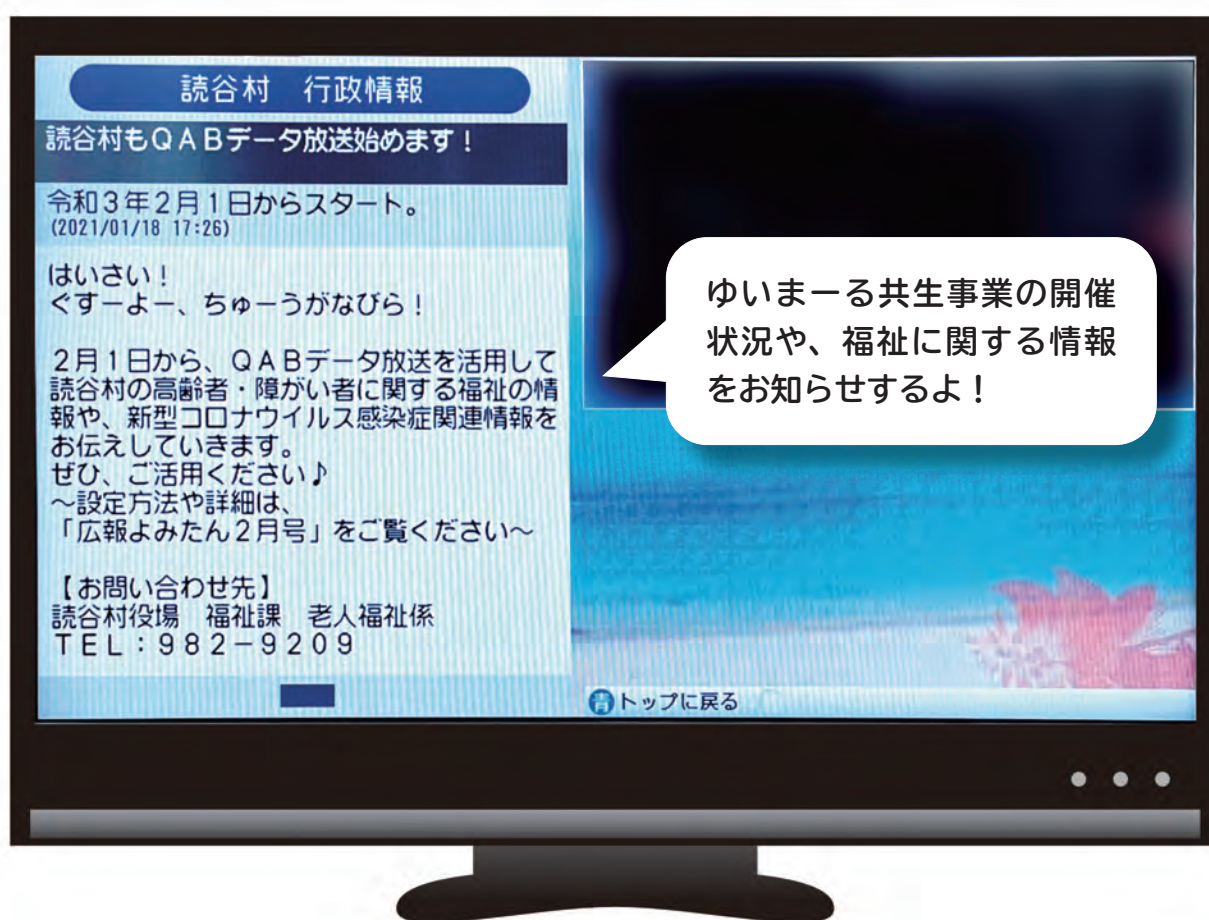 読谷村　行政情報
読谷村もＱＡＢデータ放送始めます！
令和３年２月１日からスタート。
(2021/01/18 17:26)
はいさい！
ぐすーよー、ちゅーうがなびら！
２月１日から、ＱＡＢデータ放送を活用して
読谷村の高齢者・障がい者に関する福祉の情
報や、新型コロナウイルス感染症関連情報を
お伝えしていきます。
ぜひ、ご活用ください♪
～設定方法や詳細は、
「広報よみたん２月号」をご覧ください～
【お問い合わせ先】
読谷村役場　福祉課　老人福祉係
ＴＥＬ：９８２－９２０９
ゆいまーる共生事業の開催
状況や、福祉に関する情報
をお知らせするよ！
青トップに戻る